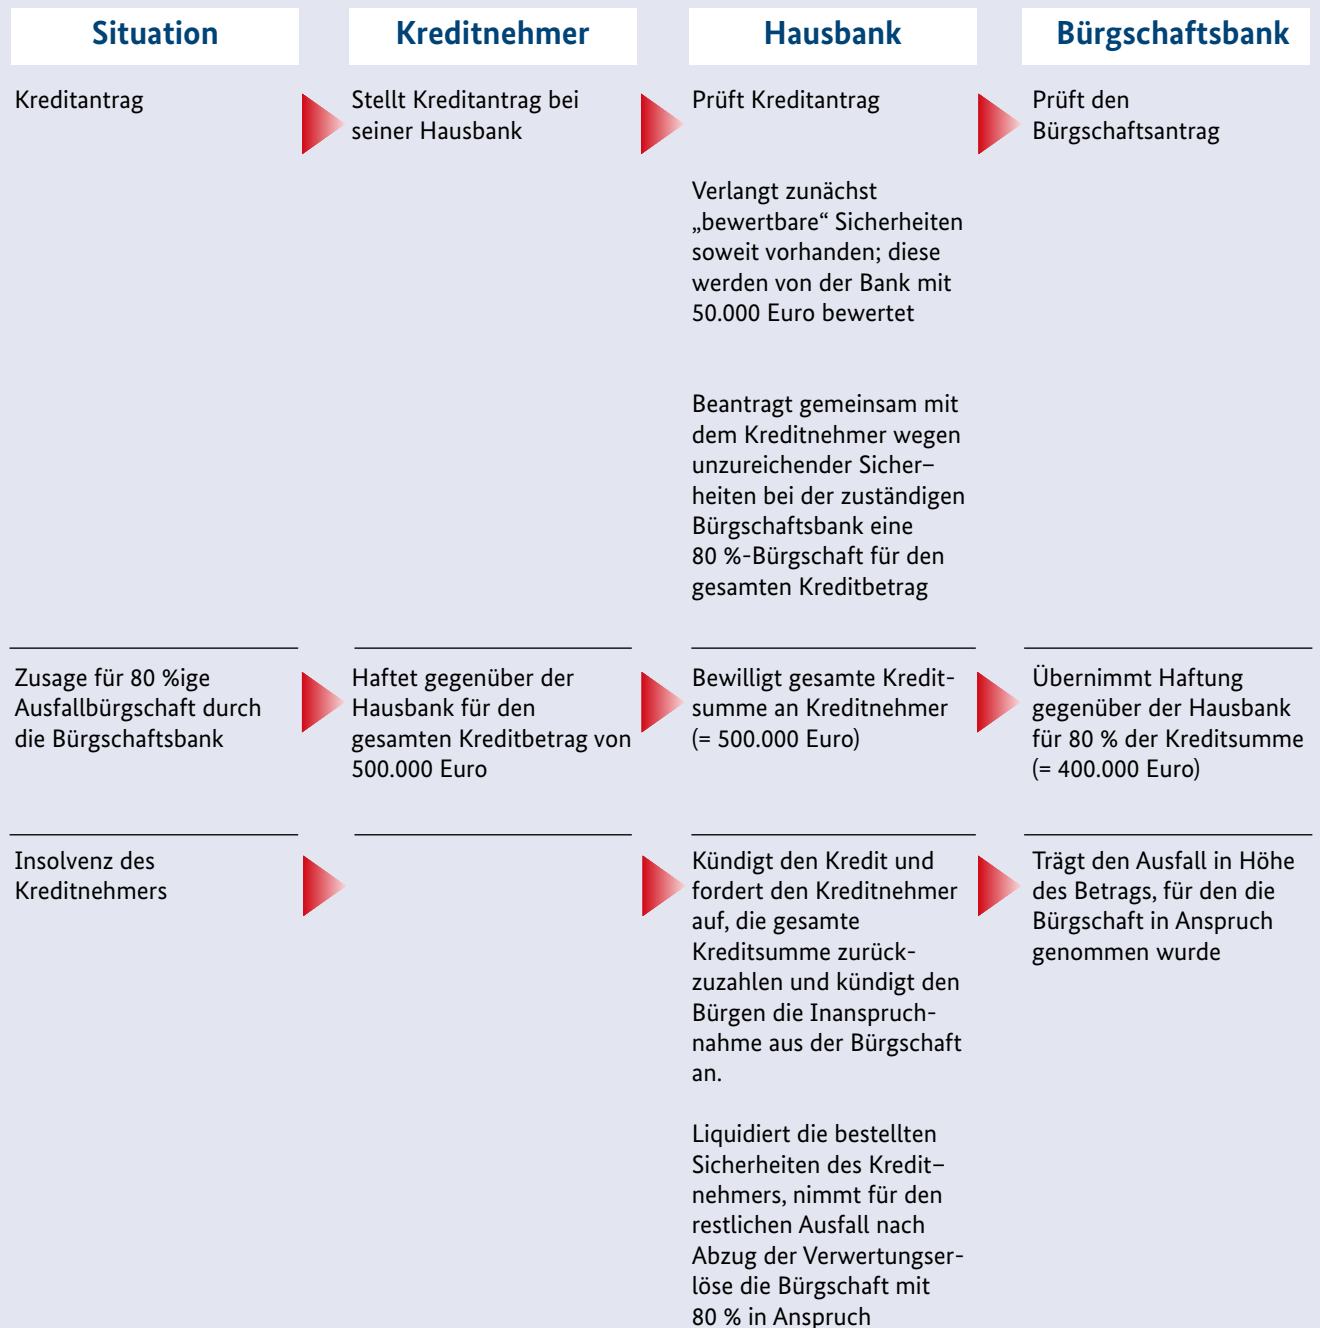 Situation
Kreditnehmer
Hausbank
Bürgschaftsbank
Kreditantrag
Stellt Kreditantrag bei
seiner Hausbank
Prüft Kreditantrag
Verlangt zunächst
„bewertbare“ Sicherheiten
soweit vorhanden; diese
werden von der Bank mit
50.000 Euro bewertet
Beantragt gemeinsam mit
dem Kreditnehmer wegen
unzureichender Sicher–
heiten bei der zuständigen
Bürgschaftsbank eine
80 %-Bürgschaft für den
gesamten Kreditbetrag
Prüft den
Bürgschaftsantrag
Zusage für 80 %ige
Ausfallbürgschaft durch
die Bürgschaftsbank
Haftet gegenüber der
Hausbank für den
gesamten Kreditbetrag von
500.000 Euro
Bewilligt gesamte Kredit-
summe an Kreditnehmer
(= 500.000 Euro)
Übernimmt Haftung
gegenüber der Hausbank
für 80 % der Kreditsumme
(= 400.000 Euro)
Insolvenz des
Kreditnehmers
Kündigt den Kredit und
fordert den Kreditnehmer
auf, die gesamte
Kreditsumme zurück-
zuzahlen und kündigt den
Bürgen die Inanspruch-
nahme aus der Bürgschaft
an.
Liquidiert die bestellten
Sicherheiten des Kredit–
nehmers, nimmt für den
restlichen Ausfall nach
Abzug der Verwertungser-
löse die Bürgschaft mit
80 % in Anspruch
Trägt den Ausfall in Höhe
des Betrags, für den die
Bürgschaft in Anspruch
genommen wurde